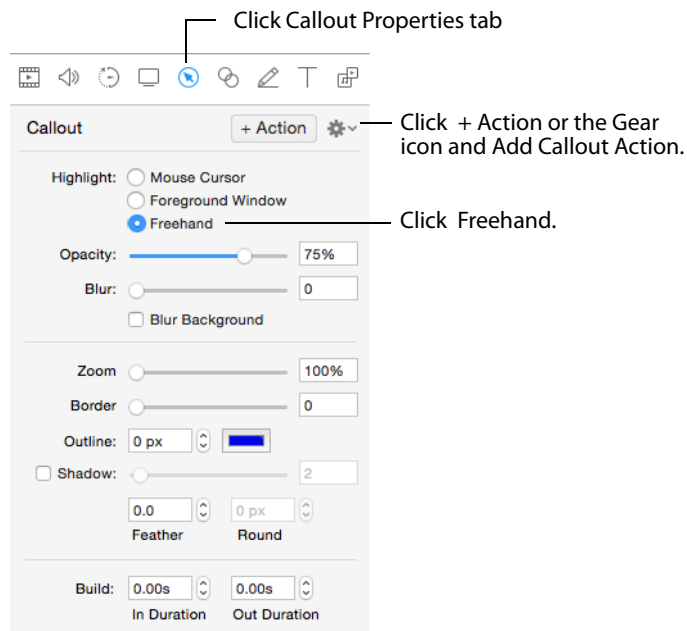 Click Callout Properties tab
Callout
+ Action
Click + Action or the Gear
icon and Add Callout Action.
Highlight:
Mouse Cursor
Foreground Window
Freehand
Click Freehand.
Opacity:
75%
Blur:
0
Blur Background
Zoom
100%
Border
0
Outline:
0 px
Shadow:
2
0.0
0 px
Feather
Round
Build:
0.00s
0.00s
In Duration
Out Duration